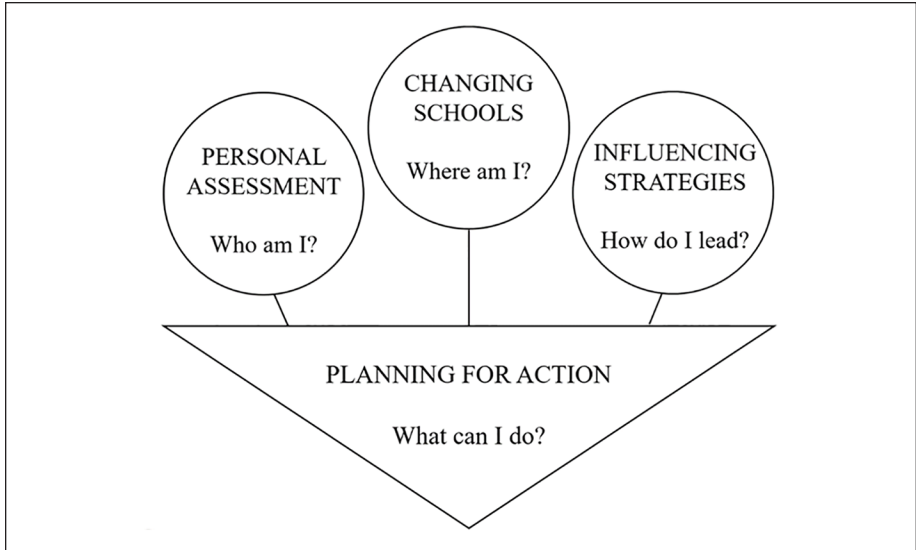 PERSONAL
ASSESSMENT
Who am I?
CHANGING
SCHOOLS
Where am I?
INFLUENCING
STRATEGIES
How do I lead?
PLANNING FOR ACTION
What can I do?